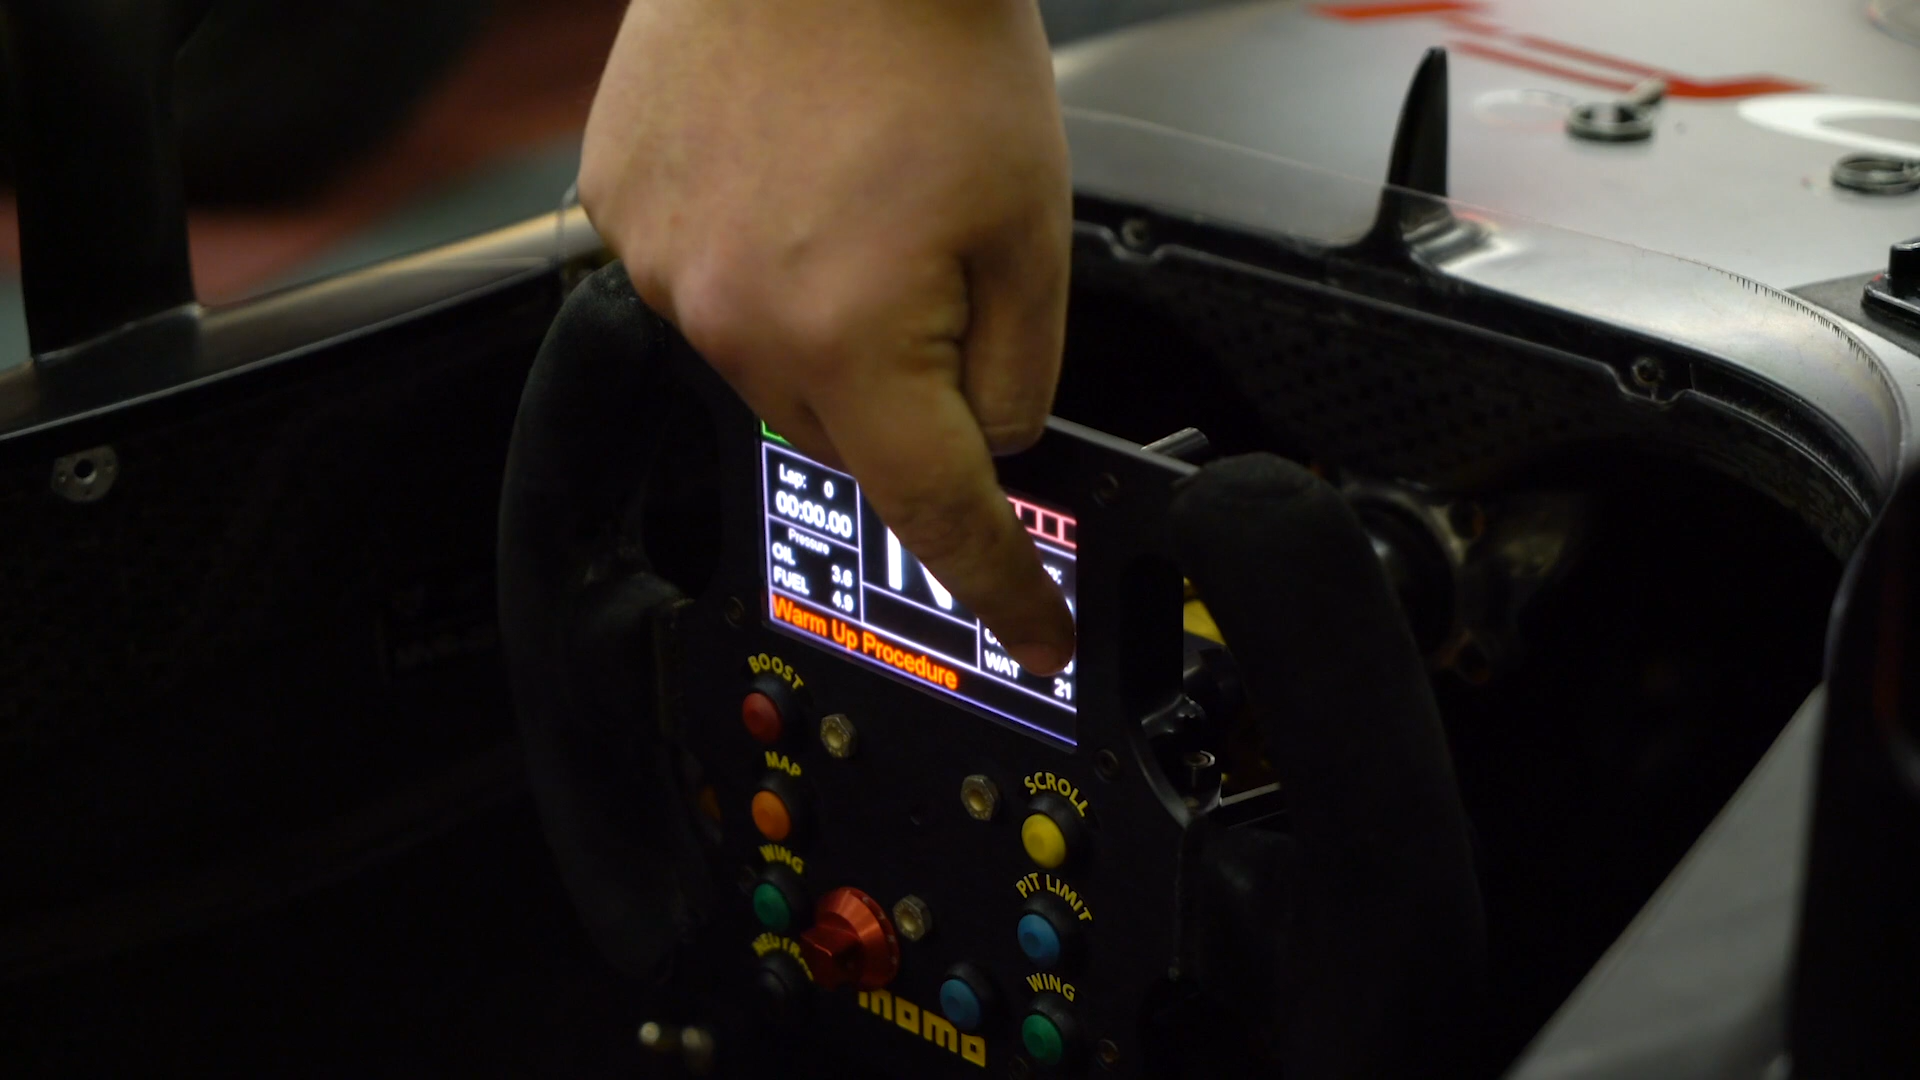 Lap: 0
00:00.00
Pressure
OIL 3.6
FUEL 4.9
Warm Up Procedure
WAT 21
BOOST
MAP
WING
NEUTRAL
SCROLL
PIT LIMIT
WING
momo